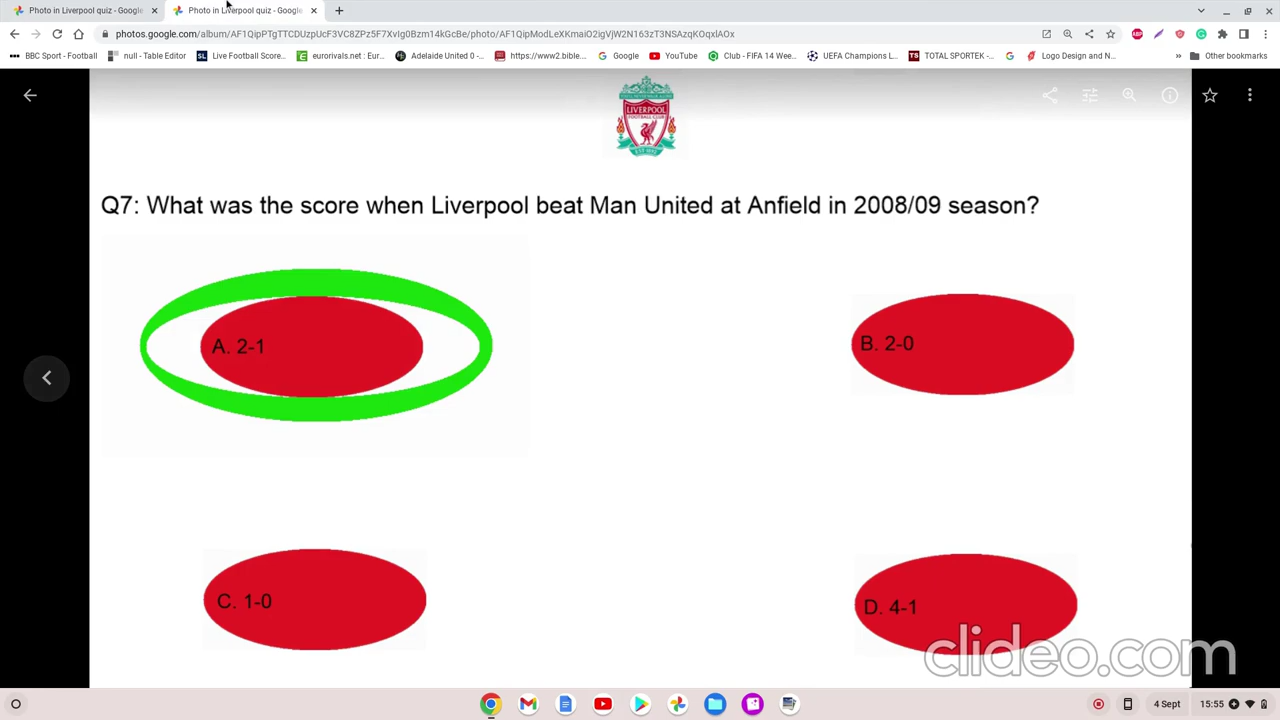 Photo in Liverpool quiz - Google
Photo in Liverpool quiz - Google
photos.google.com/album/AF1QipPTgTTCDUzpUcF3VC8ZPz5F7XvIg0Bzm14kGcBe/photo/AF1QipModLeXKmaiO2igVjW2N163zT3NSAzqKOqxlAOx
BBC Sport - Football
null - Table Editor
Live Football Score...
eurorivals.net : Eur...
Adelaide United 0 -...
https://www2.bible...
Google
YouTube
Club - FIFA 14 Week...
UEFA Champions L...
TOTAL SPORTEK -...
Logo Design and N...
»
Other bookmarks
LIVERPOOL
FOOTBALL CLUB
EST 1892
Q7: What was the score when Liverpool beat Man United at Anfield in 2008/09 season?
A. 2-1
B. 2-0
C. 1-0
D. 4-1
clideo.com
4 Sept
15:55